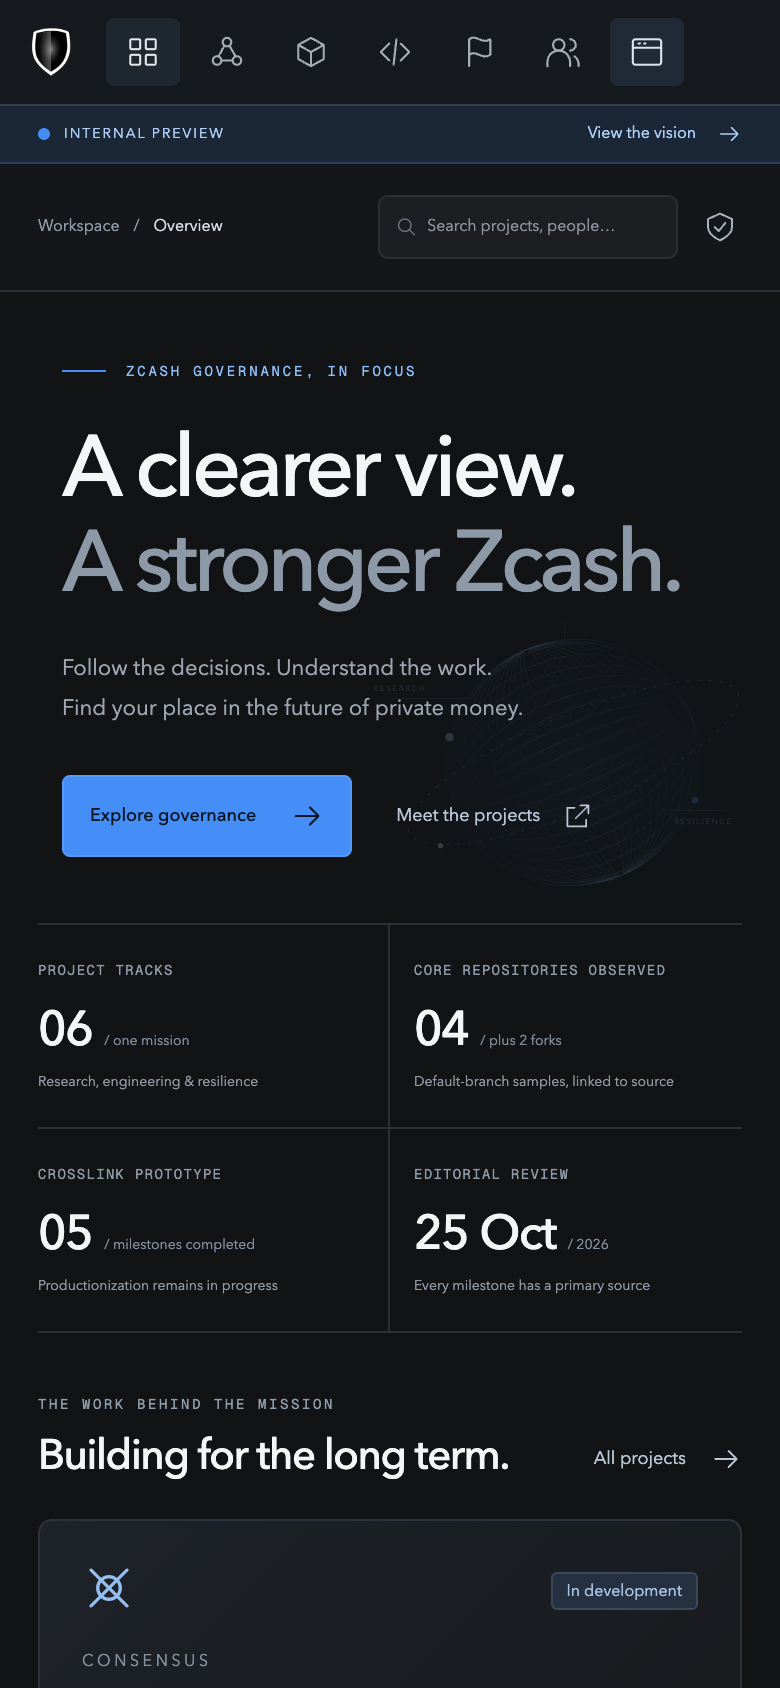 INTERNAL PREVIEW
View the vision
Workspace / Overview
Search projects, people...
ZCASH GOVERNANCE, IN FOCUS
A clearer view.
A stronger Zcash.
Follow the decisions. Understand the work.
RESEARCH
Find your place in the future of private money.
Explore governance
Meet the projects
RESILIENCE
PROJECT TRACKS
06 / one mission
Research, engineering & resilience
CORE REPOSITORIES OBSERVED
04 / plus 2 forks
Default-branch samples, linked to source
CROSSLINK PROTOTYPE
05 / milestones completed
Productionization remains in progress
EDITORIAL REVIEW
25 Oct / 2026
Every milestone has a primary source
THE WORK BEHIND THE MISSION
Building for the long term.
All projects
In development
CONSENSUS